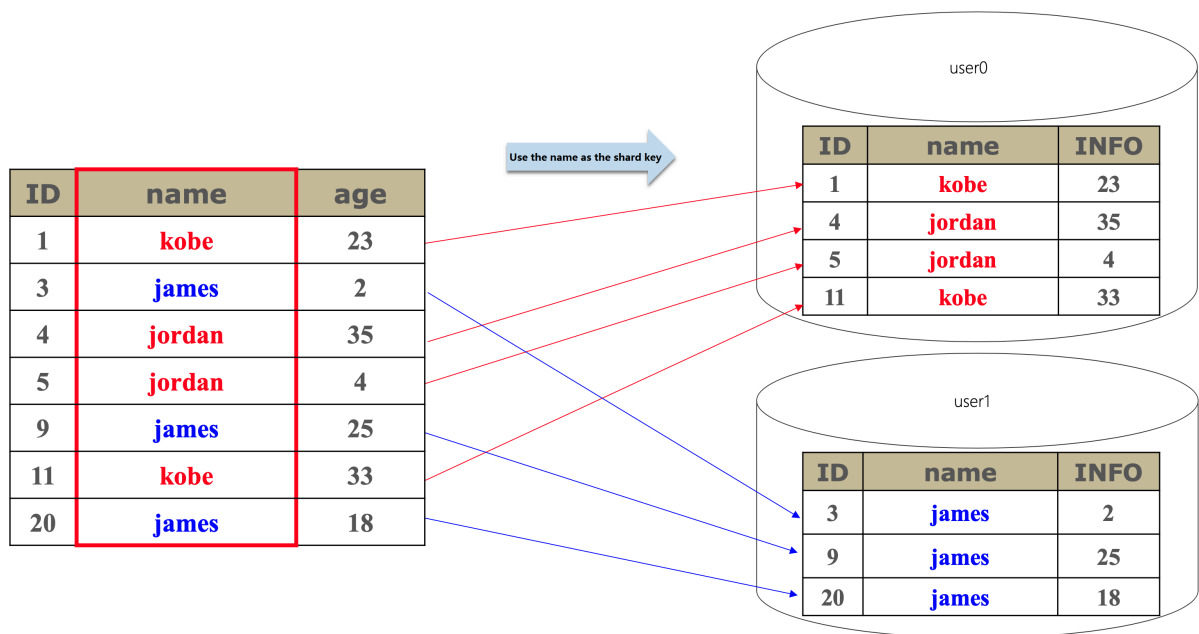 ID name age
1 kobe 23
3 james 2
4 jordan 35
5 jordan 4
9 james 25
11 kobe 33
20 james 18
Use the name as the shard key
user0
ID name INFO
1 kobe 23
4 jordan 35
5 jordan 4
11 kobe 33
user1
ID name INFO
3 james 2
9 james 25
20 james 18